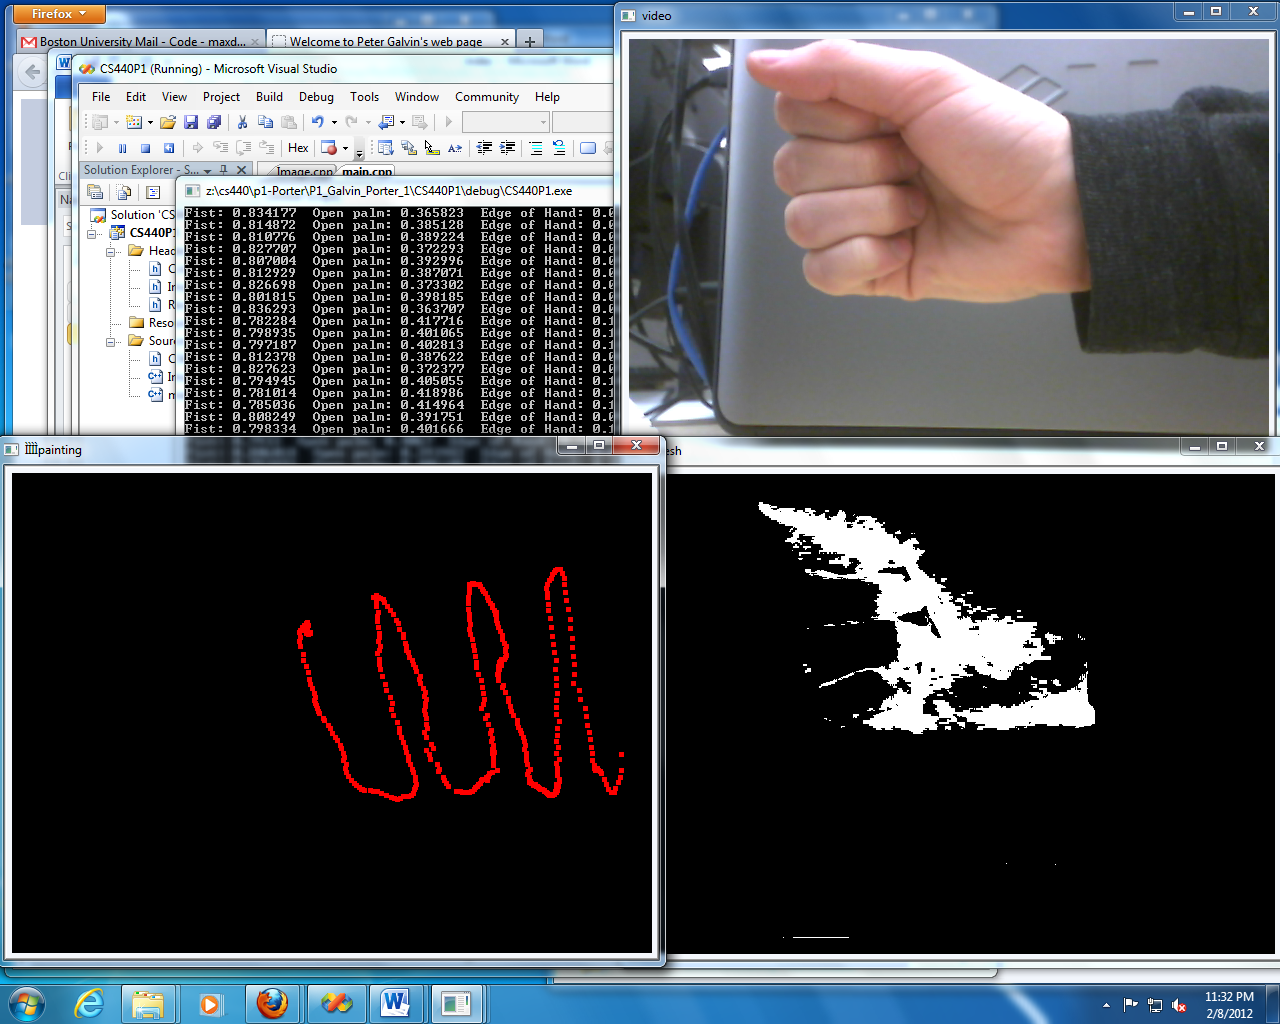 Firefox
video
Boston University Mail - Code - maxd...
Welcome to Peter Galvin's web page
CS440P1 (Running) - Microsoft Visual Studio
File Edit View Project Build Debug Tools Window Community Help
Hex
Solution Explorer - S...
Image.cpp main.cpp
z:\cs440\p1-Porter\P1_Galvin_Porter_1\CS440P1\debug\CS440P1.exe
Solution 'CS
CS440P1
Head
Reso
Sour
Fist: 0.834177 Open palm: 0.365823 Edge of Hand: 0.0
Fist: 0.814872 Open palm: 0.385128 Edge of Hand: 0.0
Fist: 0.810776 Open palm: 0.389224 Edge of Hand: 0.0
Fist: 0.827707 Open palm: 0.372293 Edge of Hand: 0.0
Fist: 0.807004 Open palm: 0.392996 Edge of Hand: 0.0
Fist: 0.812929 Open palm: 0.387071 Edge of Hand: 0.0
Fist: 0.826698 Open palm: 0.373302 Edge of Hand: 0.0
Fist: 0.801815 Open palm: 0.398185 Edge of Hand: 0.0
Fist: 0.836293 Open palm: 0.363707 Edge of Hand: 0.0
Fist: 0.782284 Open palm: 0.417716 Edge of Hand: 0.1
Fist: 0.798935 Open palm: 0.401065 Edge of Hand: 0.1
Fist: 0.797187 Open palm: 0.402813 Edge of Hand: 0.1
Fist: 0.812378 Open palm: 0.387622 Edge of Hand: 0.0
Fist: 0.827623 Open palm: 0.372377 Edge of Hand: 0.0
Fist: 0.794945 Open palm: 0.405055 Edge of Hand: 0.1
Fist: 0.781014 Open palm: 0.418986 Edge of Hand: 0.1
Fist: 0.785036 Open palm: 0.414964 Edge of Hand: 0.1
Fist: 0.808249 Open palm: 0.391751 Edge of Hand: 0.0
Fist: 0.798334 Open palm: 0.401666 Edge of Hand: 0.1
painting
esh
11:32 PM
2/8/2012